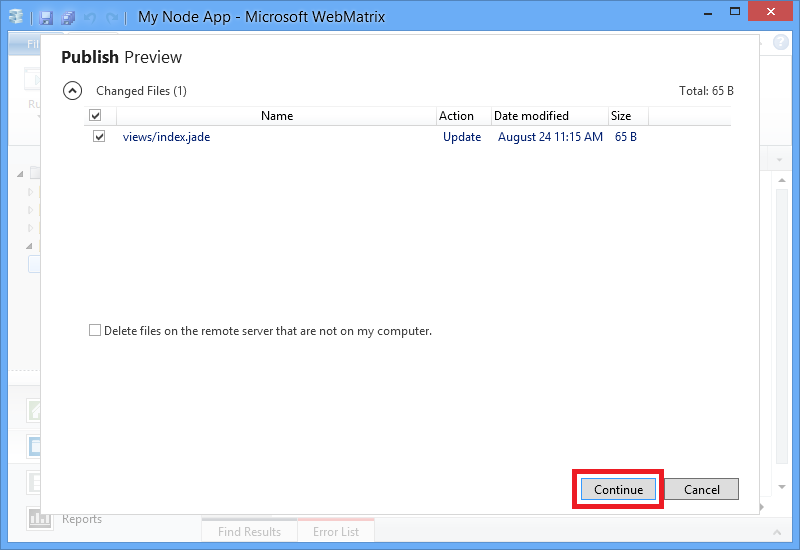 My Node App - Microsoft WebMatrix
Publish Preview
Changed Files (1)
Total: 65 B
Name Action Date modified Size
views/index.jade Update August 24 11:15 AM 65 B
Delete files on the remote server that are not on my computer.
Continue Cancel
Reports
Find Results Error List